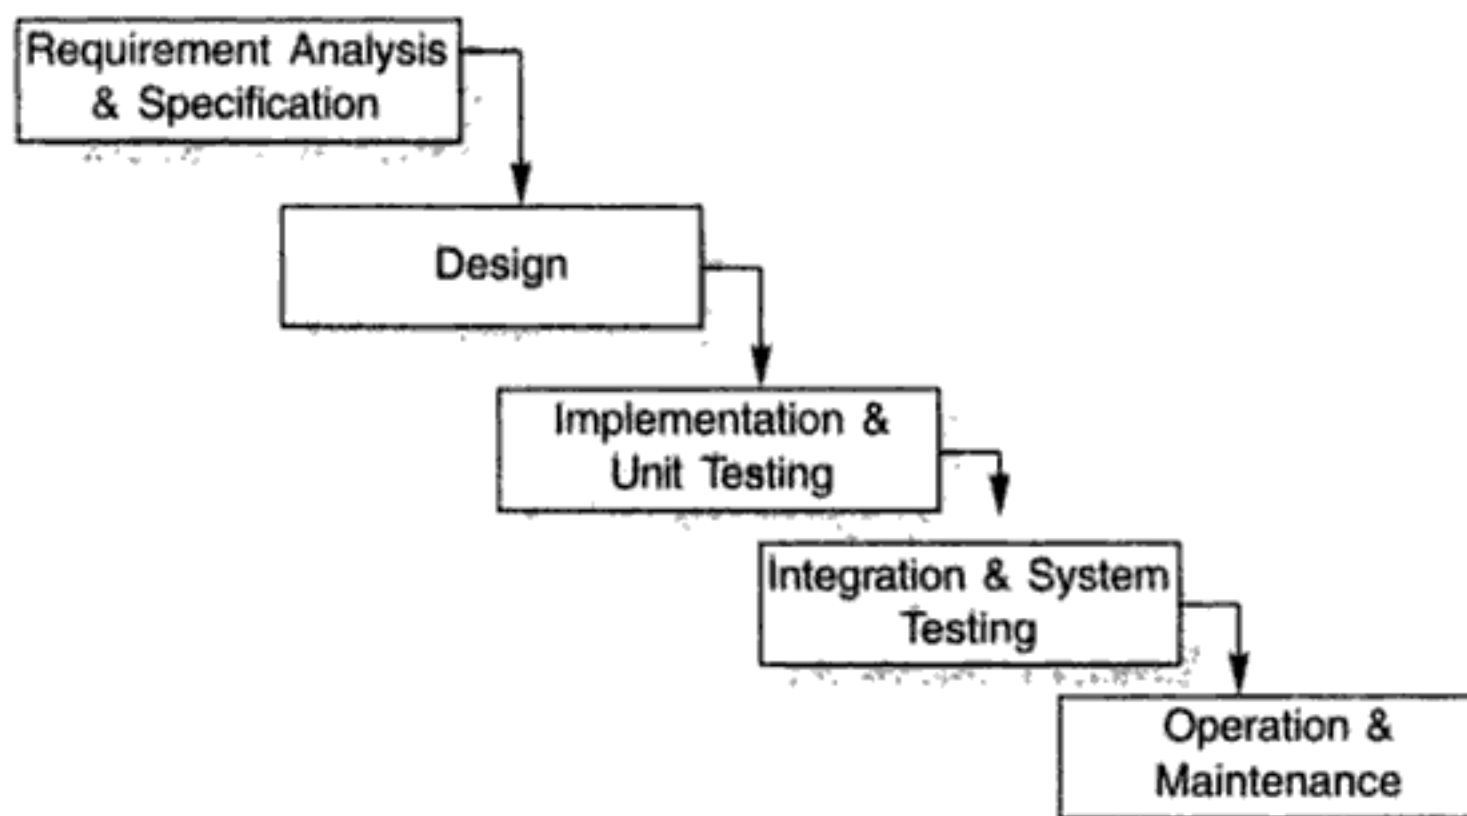 Requirement Analysis
& Specification
Design
Implementation &
Unit Testing
Integration & System
Testing
Operation &
Maintenance